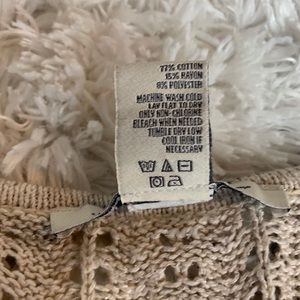 77% COTTON
15% RAYON
8% POLYESTER
MACHINE WASH COLD
LAY FLAT TO DRY
ONLY NON-CHLORINE
BLEACH WHEN NEEDED
TUMBLE DRY LOW
COOL IRON IF
NECESSARY